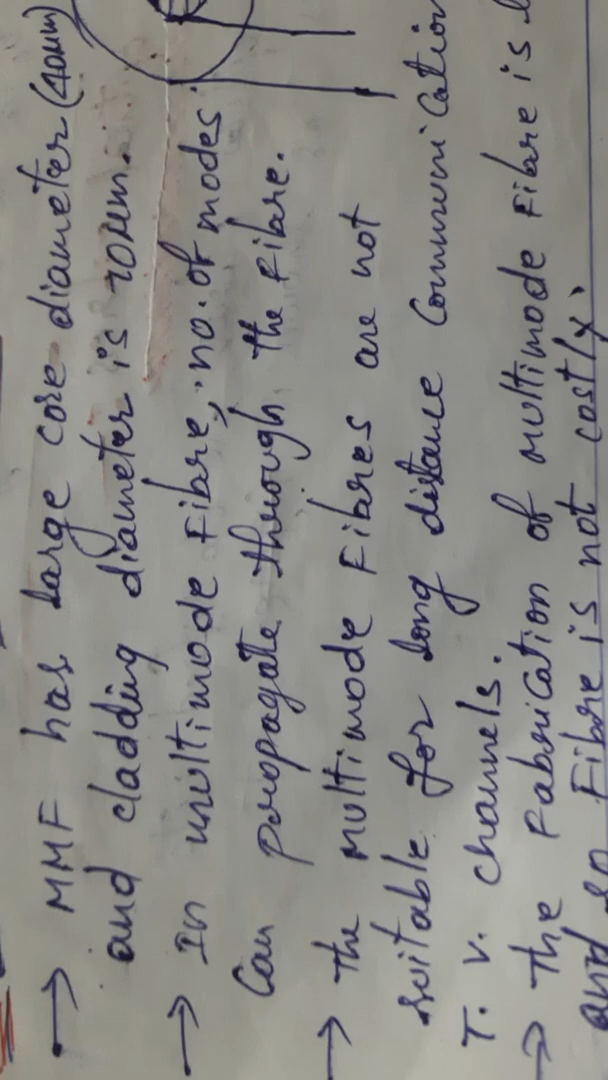 → MMF has large core diameter (40μm)
and cladding diameter is 70μm.
→ In multimode Fibre, no. of modes
Can propagate through the Fibre.
→ the multimode Fibres are not
suitable for long distance Communication
T. V. channels.
→ The Fabrication of multimode Fibre is
and so Fibre is not costly.